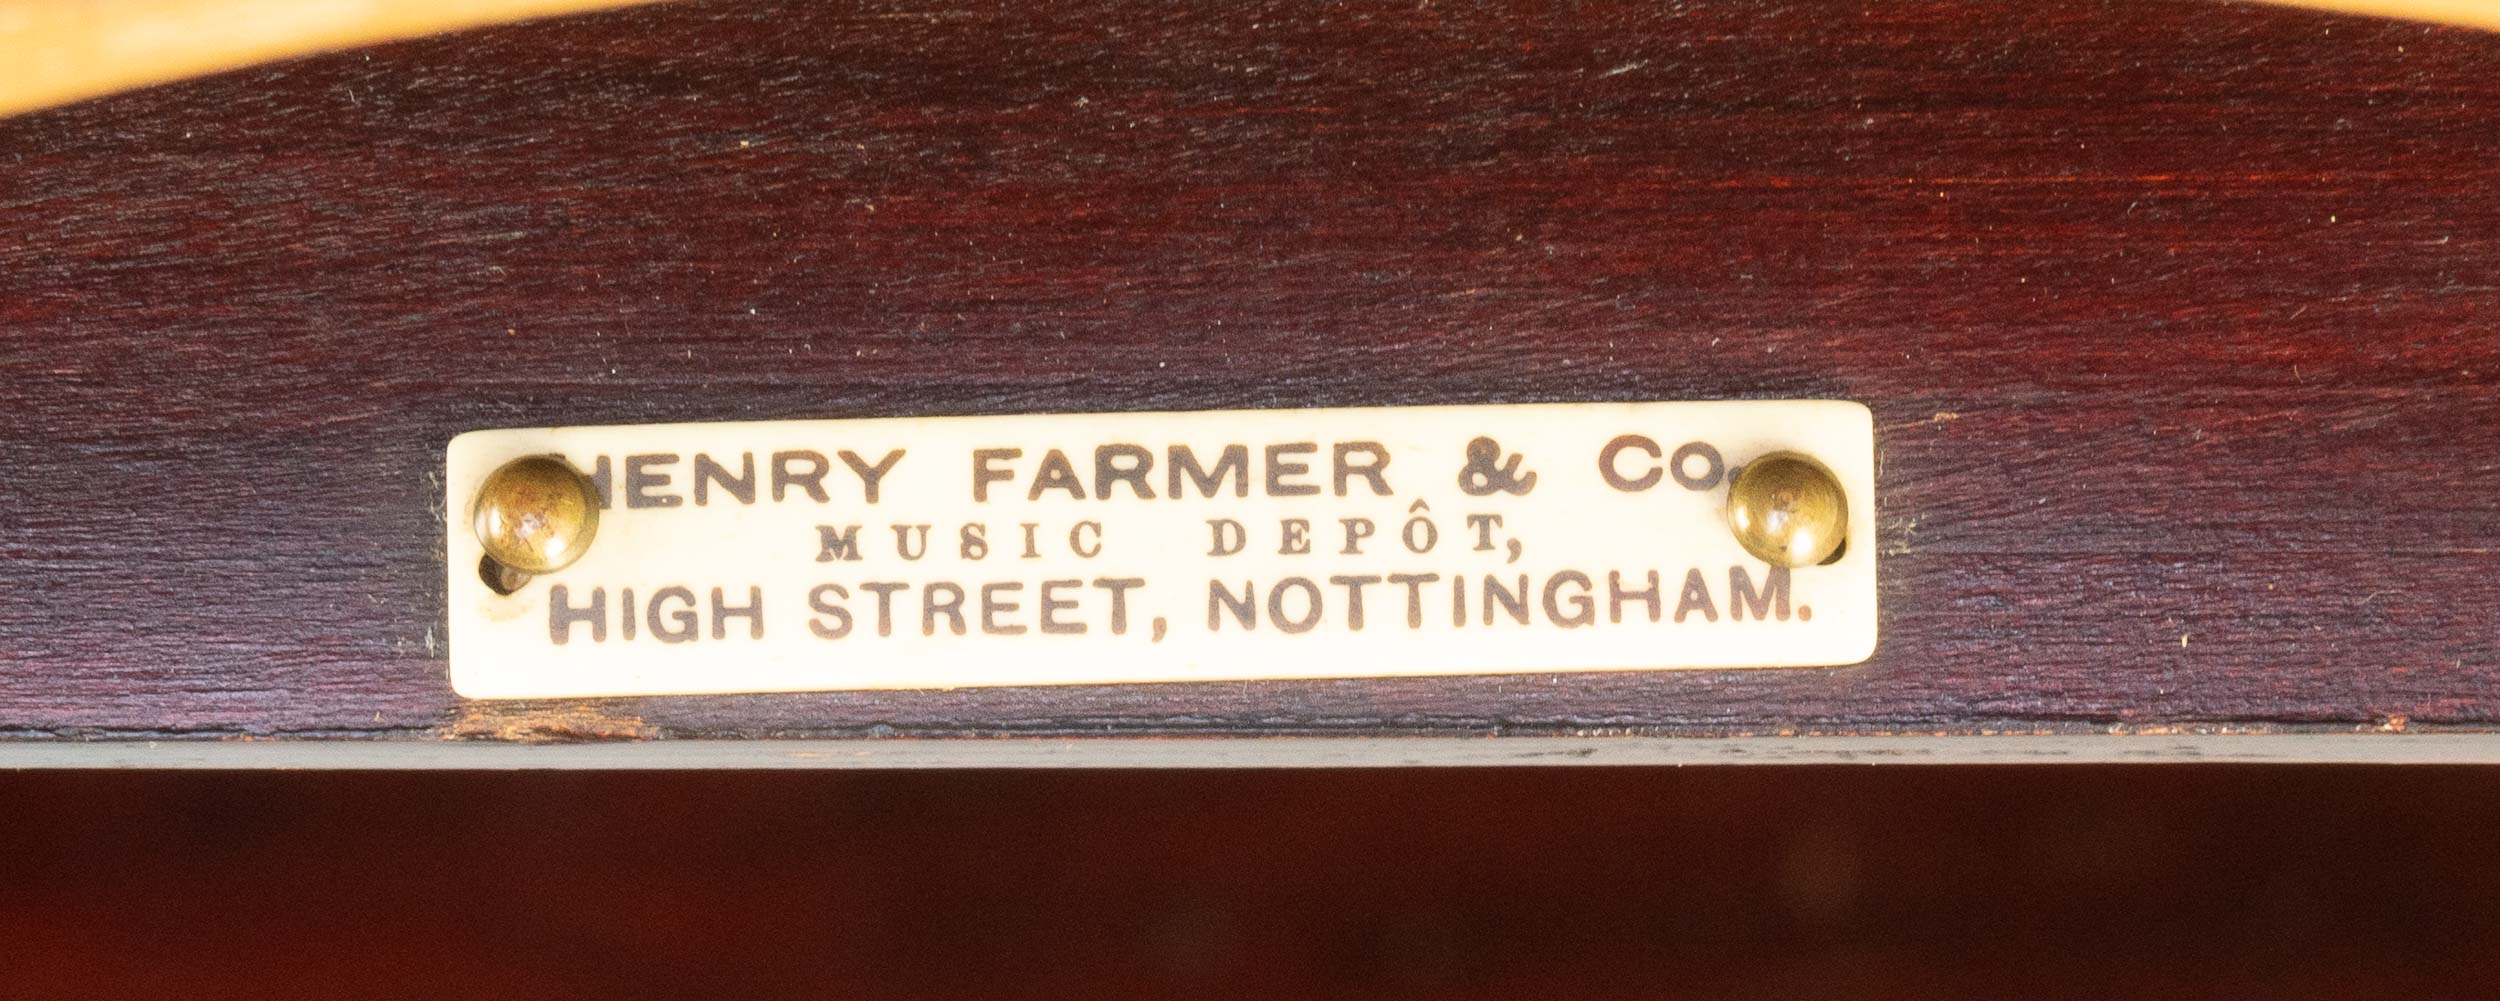 HENRY FARMER & CO.
MUSIC DEPÔT,
HIGH STREET, NOTTINGHAM.